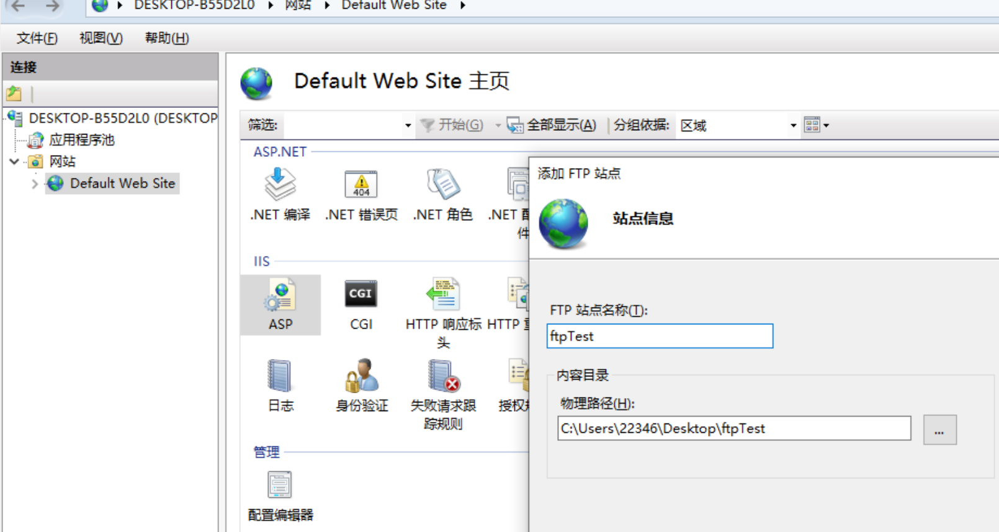 DESKTOP-B55D2L0 网站 Default Web Site
文件(F) 视图(V) 帮助(H)
连接
DESKTOP-B55D2L0 (DESKTOP
应用程序池
网站
Default Web Site
Default Web Site 主页
筛选: 开始(G) 全部显示(A) 分组依据: 区域
ASP.NET
.NET 编译
404
.NET 错误页
.NET 角色
.NET 配
件
IIS
ASP
CGI
CGI
HTTP 响应标
头
HTTP 重
日志
身份验证
失败请求跟
踪规则
授权规
管理
配置编辑器
添加 FTP 站点
站点信息
FTP 站点名称(T):
ftpTest
内容目录
物理路径(H):
C:\Users\22346\Desktop\ftpTest
...